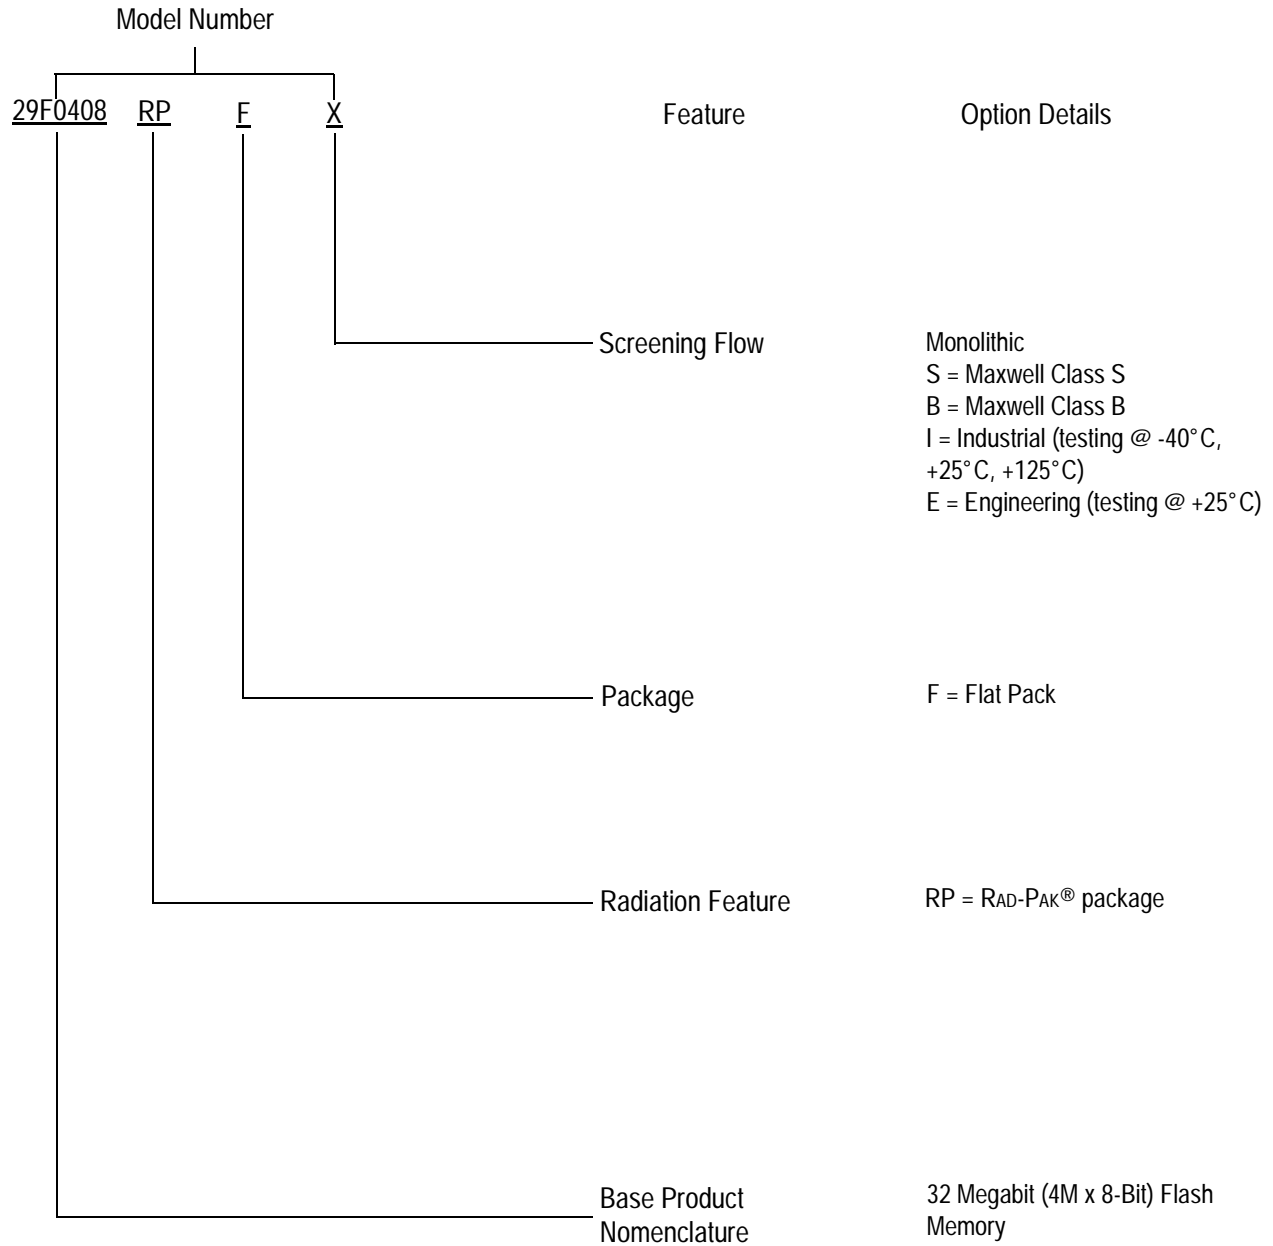 Model Number
29F0408 RP F X Feature Option Details
Screening Flow
Monolithic
S = Maxwell Class S
B = Maxwell Class B
I = Industrial (testing @ -40°C,
+25°C, +125°C)
E = Engineering (testing @ +25°C)
Package
F = Flat Pack
Radiation Feature
RP = RAD-PAK® package
Base Product
Nomenclature
32 Megabit (4M x 8-Bit) Flash
Memory